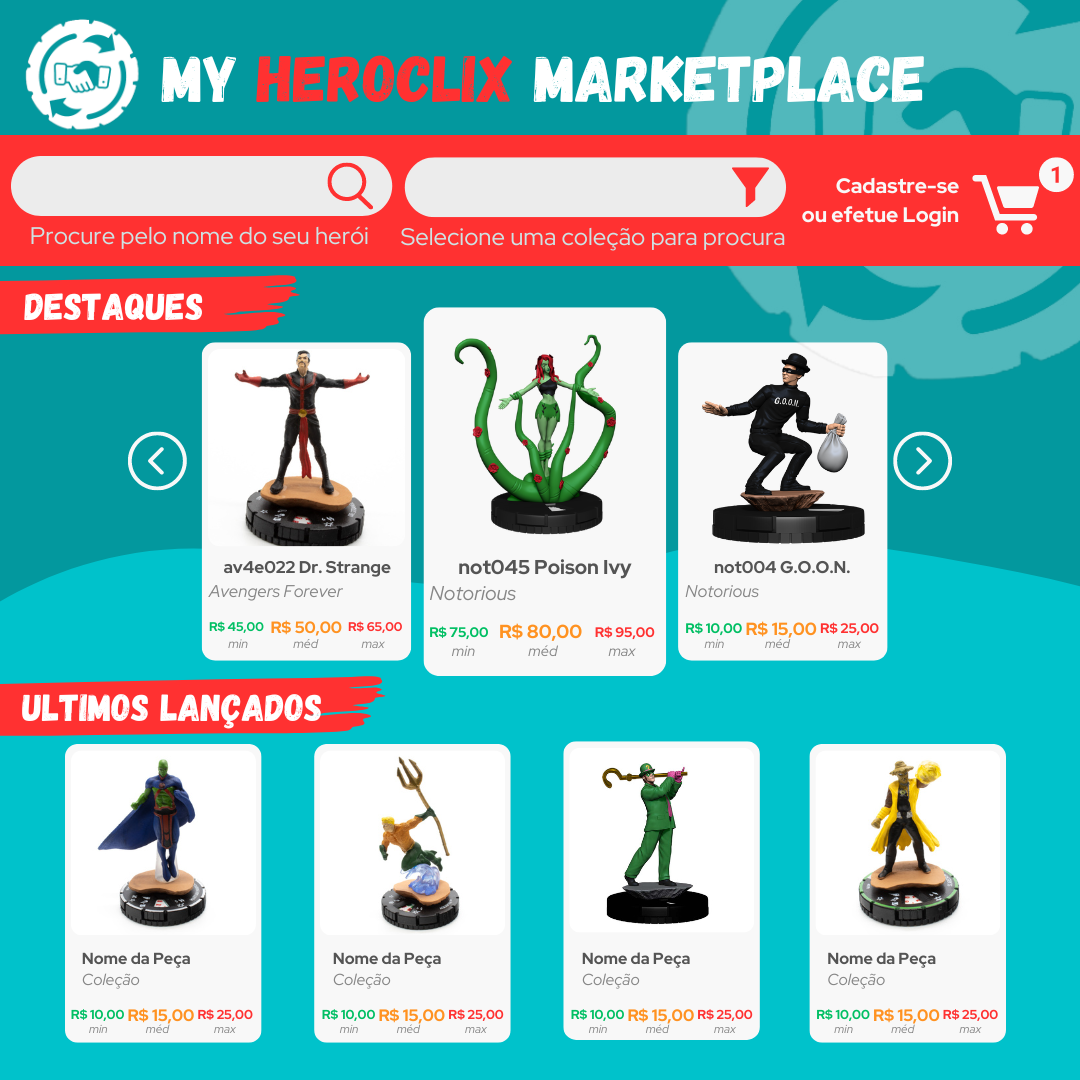 MY HEROCLIX MARKETPLACE
Procure pelo nome do seu herói
Selecione uma coleção para procura
Cadastre-se
ou efetue Login
1
DESTAQUES
G.O.O.N.
av4e022 Dr. Strange
Avengers Forever
R$ 45,00 R$ 50,00 R$ 65,00
min méd max
not045 Poison Ivy
Notorious
R$ 75,00 R$ 80,00 R$ 95,00
min méd max
not004 G.O.O.N.
Notorious
R$ 10,00 R$ 15,00 R$ 25,00
min méd max
ULTIMOS LANÇADOS
Nome da Peça
Coleção
R$ 10,00 R$ 15,00 R$ 25,00
min méd max
Nome da Peça
Coleção
R$ 10,00 R$ 15,00 R$ 25,00
min méd max
Nome da Peça
Coleção
R$ 10,00 R$ 15,00 R$ 25,00
min méd max
Nome da Peça
Coleção
R$ 10,00 R$ 15,00 R$ 25,00
min méd max